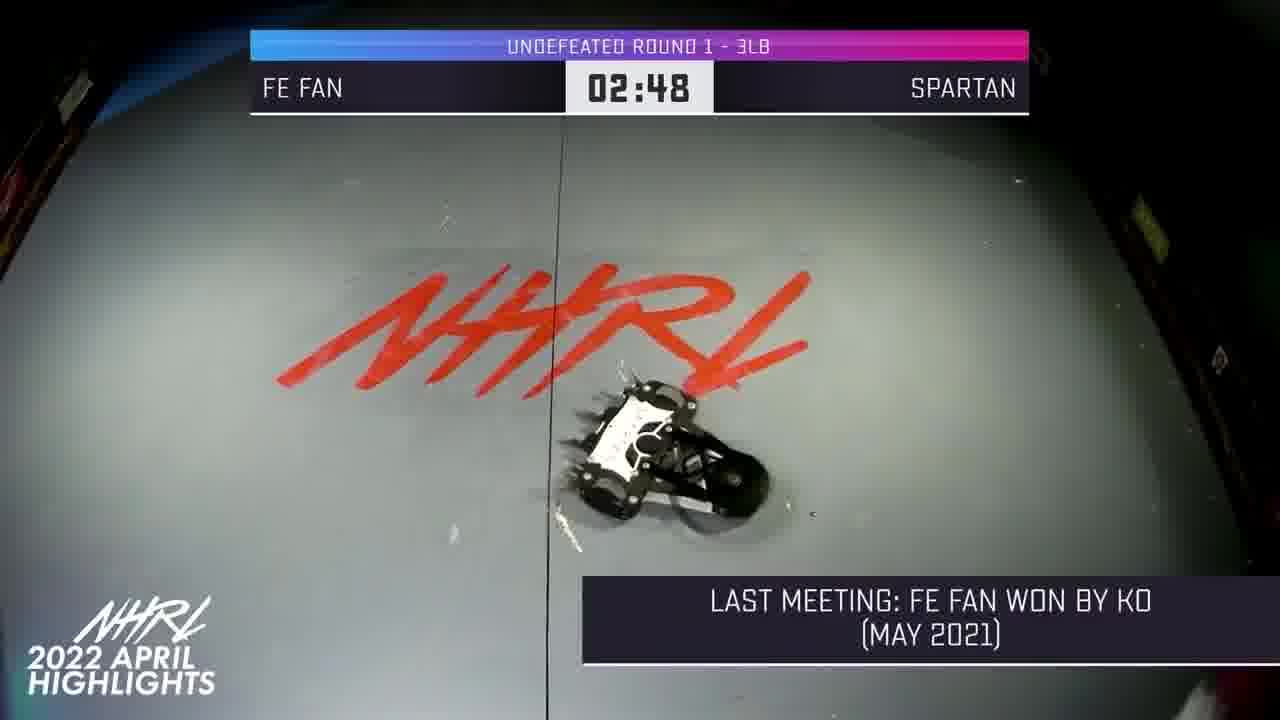 UNDEFEATED ROUND 1 - 3LB
FE FAN
02:48
SPARTAN
NHRL
LAST MEETING: FE FAN WON BY KO
(MAY 2021)
NHRL
2022 APRIL
HIGHLIGHTS